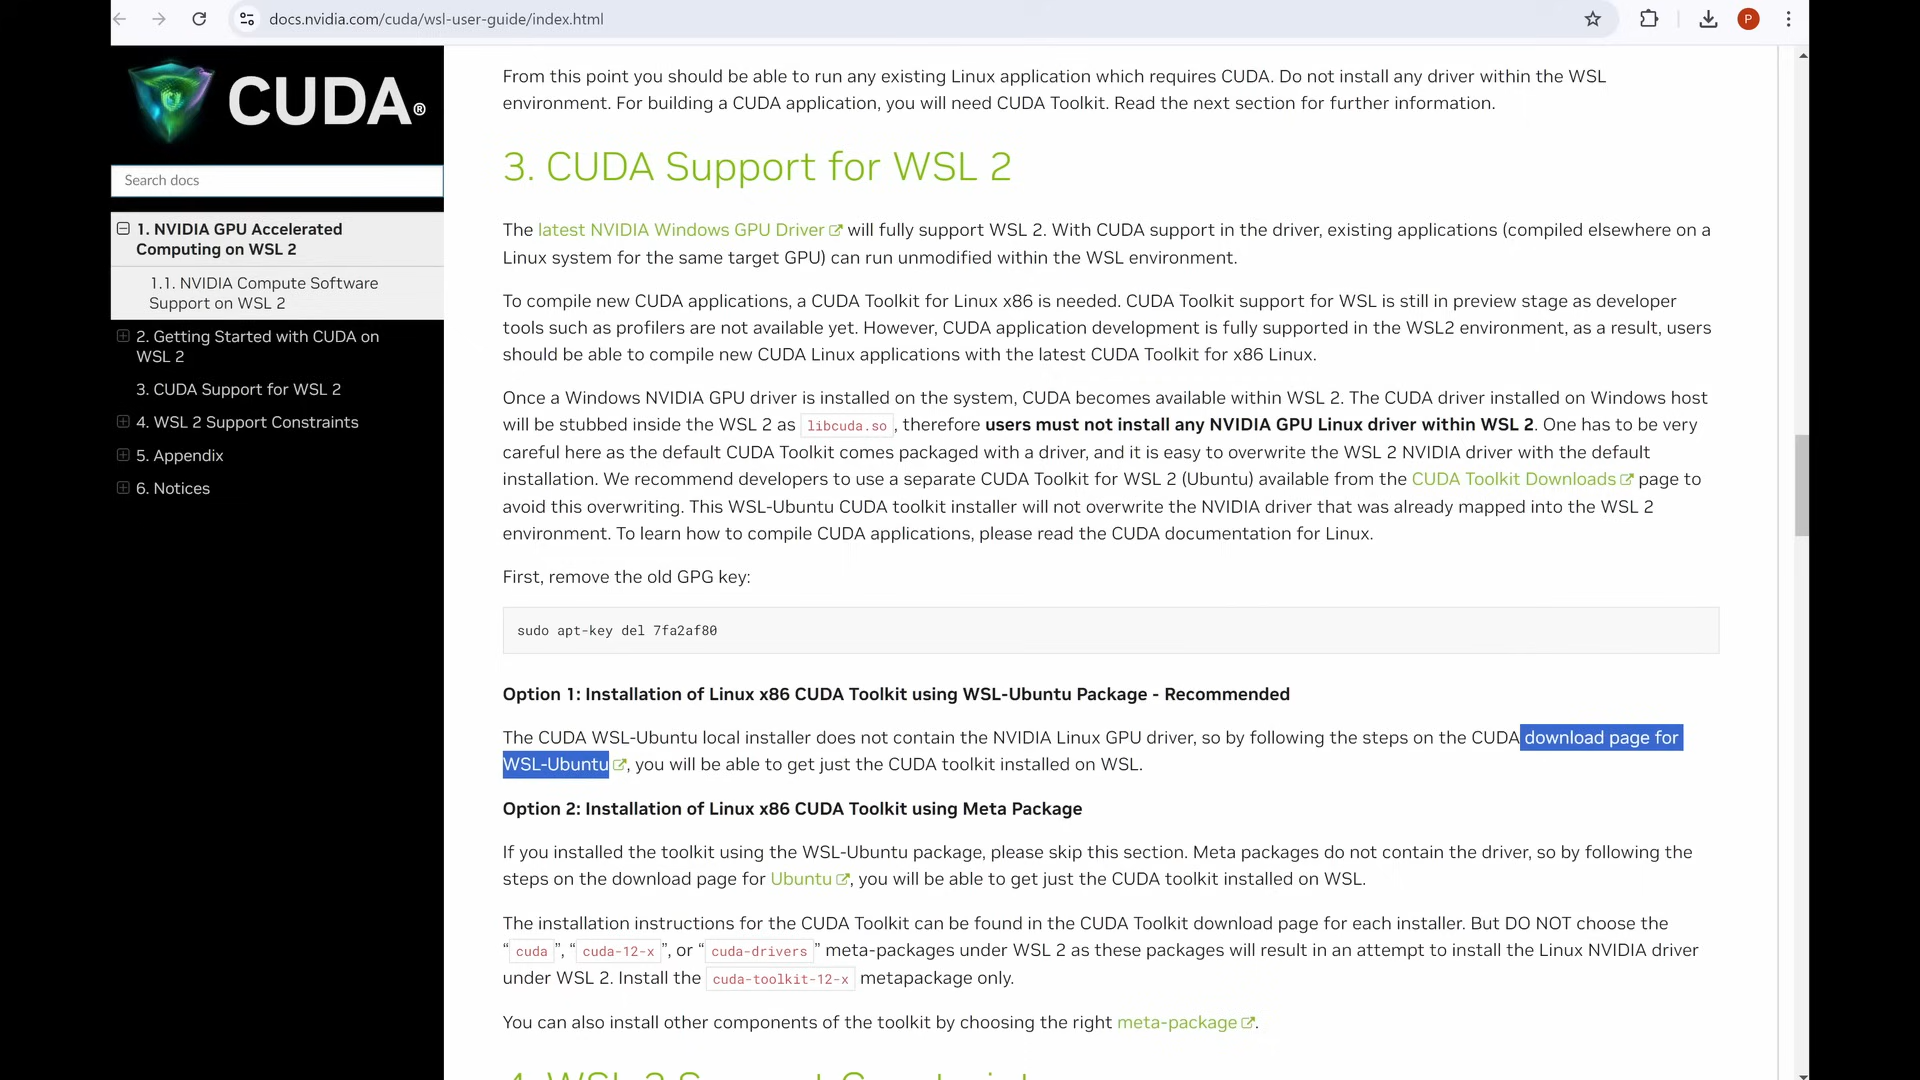 docs.nvidia.com/cuda/wsl-user-guide/index.html
P
CUDA®
Search docs
1. NVIDIA GPU Accelerated
Computing on WSL 2
1.1. NVIDIA Compute Software
Support on WSL 2
2. Getting Started with CUDA on
WSL 2
3. CUDA Support for WSL 2
4. WSL 2 Support Constraints
5. Appendix
6. Notices
From this point you should be able to run any existing Linux application which requires CUDA. Do not install any driver within the WSL
environment. For building a CUDA application, you will need CUDA Toolkit. Read the next section for further information.
3. CUDA Support for WSL 2
The latest NVIDIA Windows GPU Driver will fully support WSL 2. With CUDA support in the driver, existing applications (compiled elsewhere on a
Linux system for the same target GPU) can run unmodified within the WSL environment.
To compile new CUDA applications, a CUDA Toolkit for Linux x86 is needed. CUDA Toolkit support for WSL is still in preview stage as developer
tools such as profilers are not available yet. However, CUDA application development is fully supported in the WSL2 environment, as a result, users
should be able to compile new CUDA Linux applications with the latest CUDA Toolkit for x86 Linux.
Once a Windows NVIDIA GPU driver is installed on the system, CUDA becomes available within WSL 2. The CUDA driver installed on Windows host
will be stubbed inside the WSL 2 as libcuda.so, therefore users must not install any NVIDIA GPU Linux driver within WSL 2. One has to be very
careful here as the default CUDA Toolkit comes packaged with a driver, and it is easy to overwrite the WSL 2 NVIDIA driver with the default
installation. We recommend developers to use a separate CUDA Toolkit for WSL 2 (Ubuntu) available from the CUDA Toolkit Downloads page to
avoid this overwriting. This WSL-Ubuntu CUDA toolkit installer will not overwrite the NVIDIA driver that was already mapped into the WSL 2
environment. To learn how to compile CUDA applications, please read the CUDA documentation for Linux.
First, remove the old GPG key:
sudo apt-key del 7fa2af80
Option 1: Installation of Linux x86 CUDA Toolkit using WSL-Ubuntu Package - Recommended
The CUDA WSL-Ubuntu local installer does not contain the NVIDIA Linux GPU driver, so by following the steps on the CUDA download page for
WSL-Ubuntu, you will be able to get just the CUDA toolkit installed on WSL.
Option 2: Installation of Linux x86 CUDA Toolkit using Meta Package
If you installed the toolkit using the WSL-Ubuntu package, please skip this section. Meta packages do not contain the driver, so by following the
steps on the download page for Ubuntu, you will be able to get just the CUDA toolkit installed on WSL.
The installation instructions for the CUDA Toolkit can be found in the CUDA Toolkit download page for each installer. But DO NOT choose the
“cuda”, “cuda-12-x”, or “cuda-drivers” meta-packages under WSL 2 as these packages will result in an attempt to install the Linux NVIDIA driver
under WSL 2. Install the cuda-toolkit-12-x metapackage only.
You can also install other components of the toolkit by choosing the right meta-package.
4. WSL 2 Support Constraints